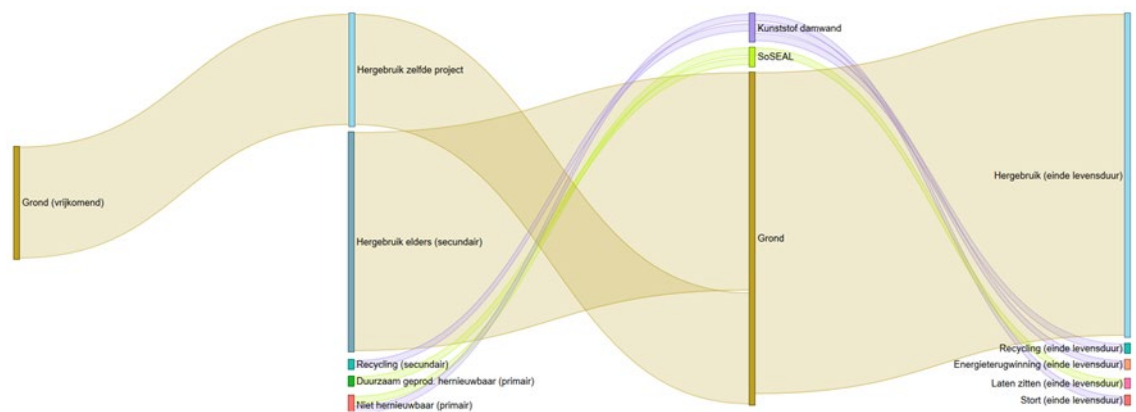 Grond (vrijkomend)
Hergebruik zelfde project
Hergebruik elders (secundair)
Recycling (secundair)
Duurzaam geprod. hernieuwbaar (primair)
Niet hernieuwbaar (primair)
Kunststof damwand
SoSEAL
Grond
Hergebruik (einde levensduur)
Recycling (einde levensduur)
Energieterugwinning (einde levensduur)
Laten zitten (einde levensduur)
Stort (einde levensduur)